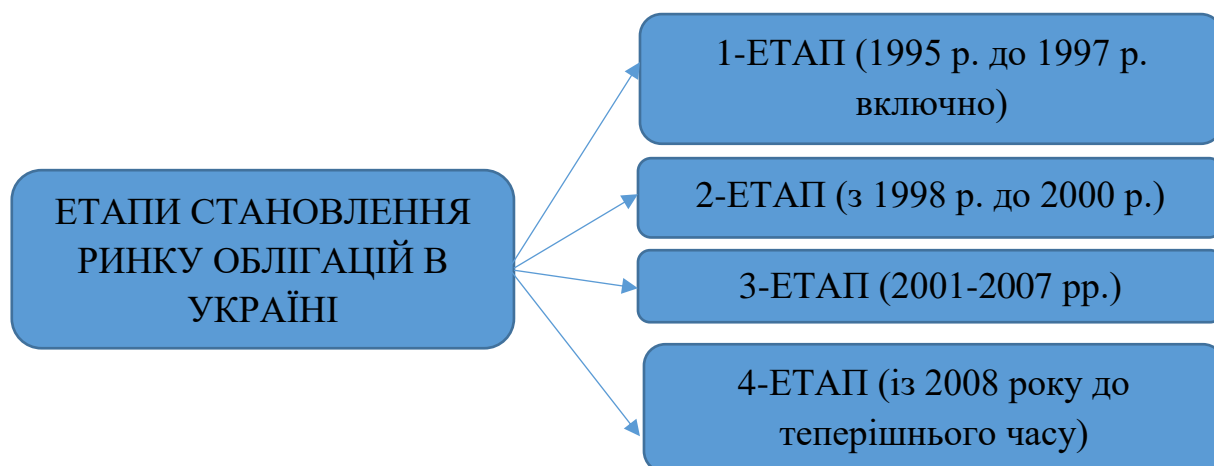 ЕТАПИ СТАНОВЛЕННЯ
РИНКУ ОБЛІГАЦІЙ В
УКРАЇНІ
1-ЕТАП (1995 р. до 1997 р.
включно)
2-ЕТАП (з 1998 р. до 2000 р.)
3-ЕТАП (2001-2007 рр.)
4-ЕТАП (із 2008 року до
теперішнього часу)